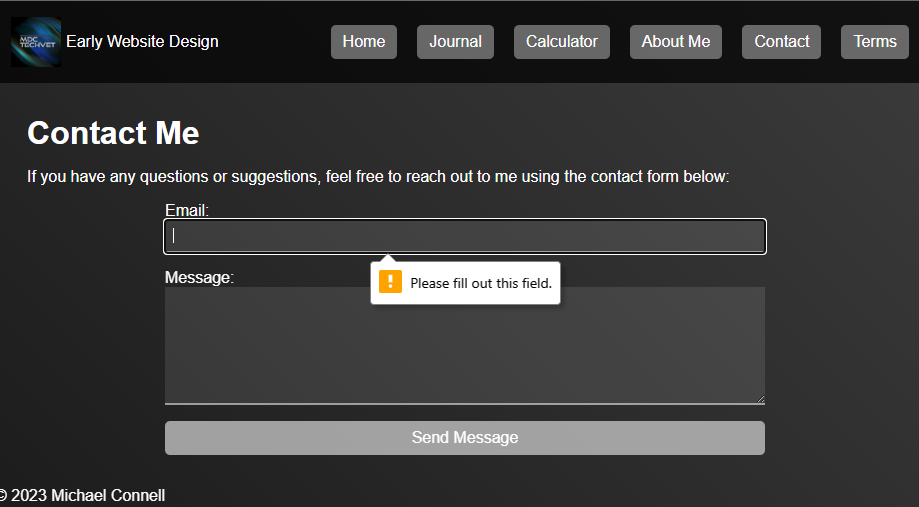 MDC
TECHVET
Early Website Design
Home
Journal
Calculator
About Me
Contact
Terms
Contact Me
If you have any questions or suggestions, feel free to reach out to me using the contact form below:
Email:
! Please fill out this field.
Message:
Send Message
© 2023 Michael Connell